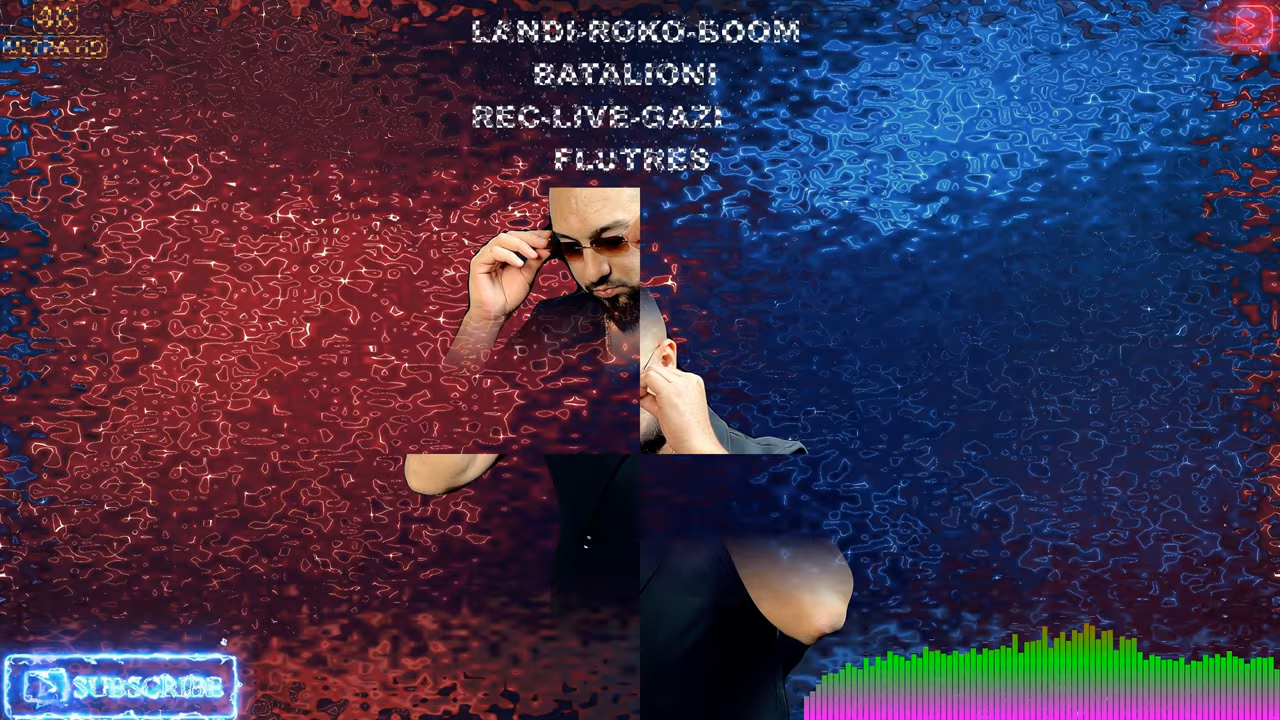 4K
ULTRA HD
LANDI-ROKO-BOOM
BATALIONI
REC-LIVE-GAZI
FLUTRES
SUBSCRIBE